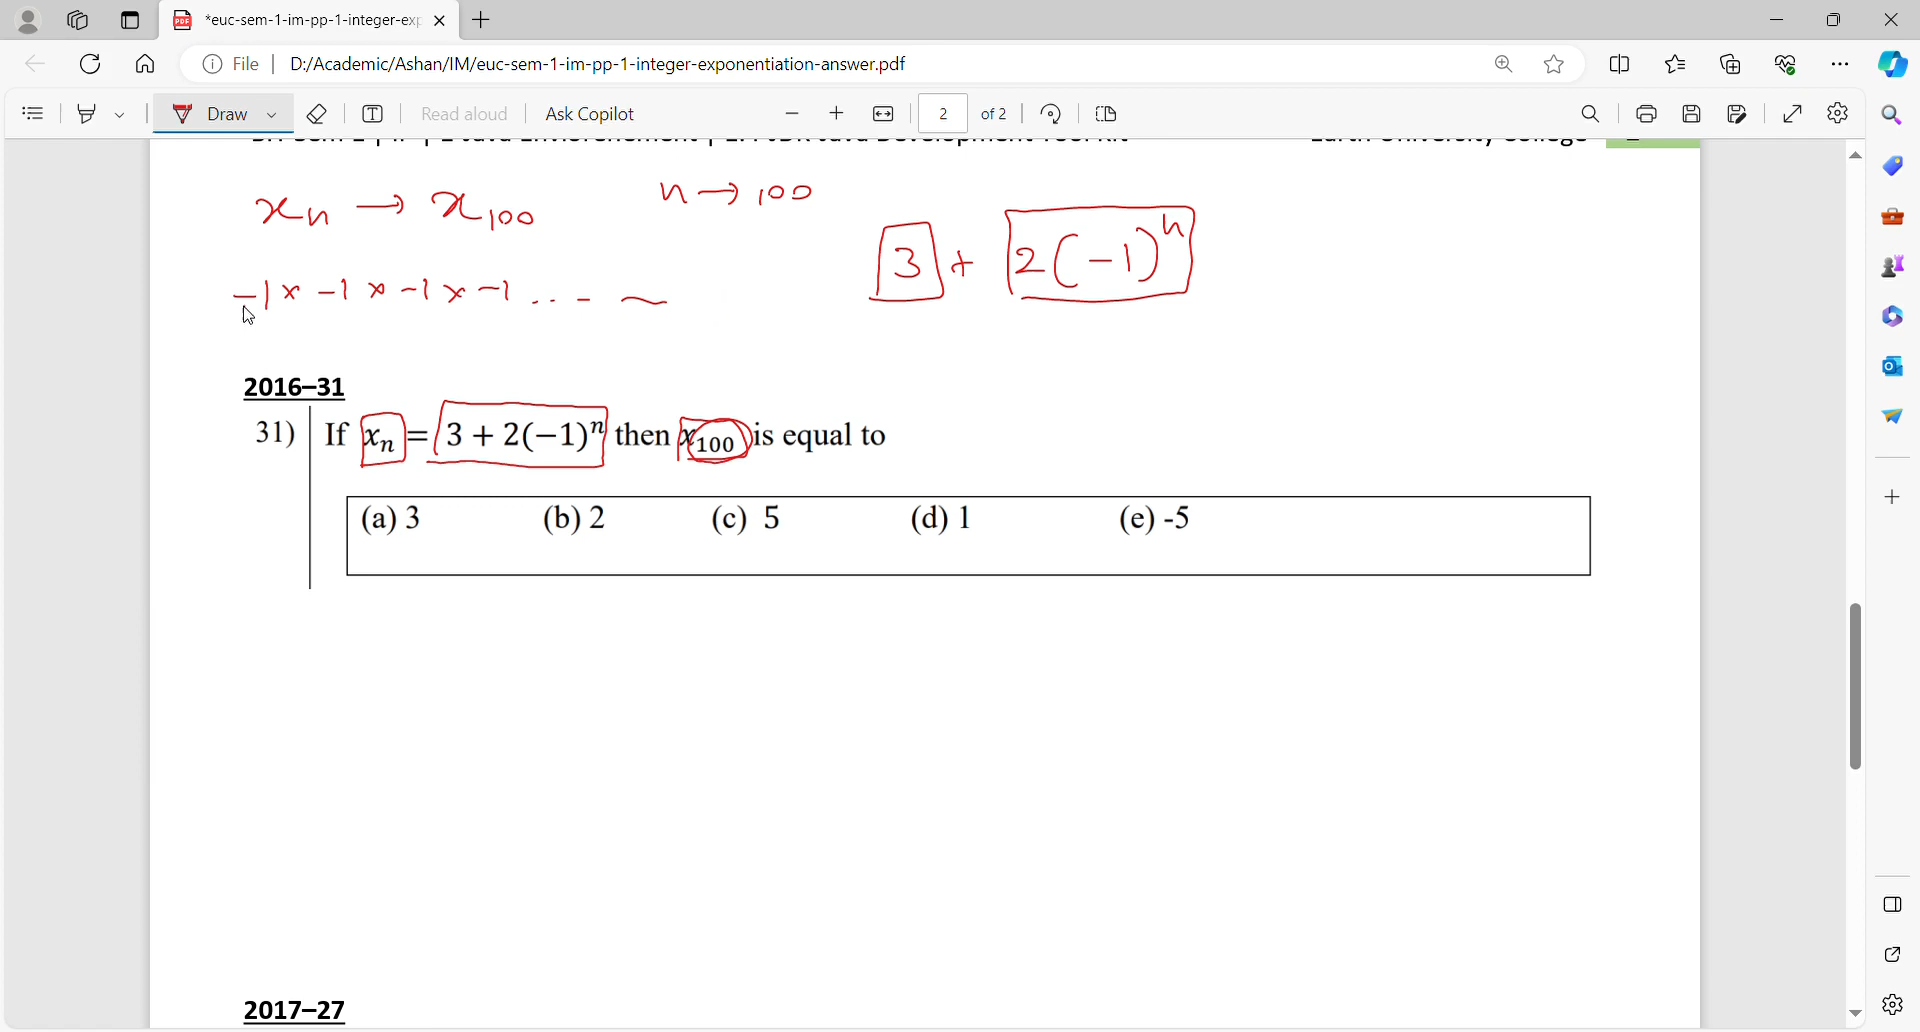 *euc-sem-1-im-pp-1-integer-exp
File D:/Academic/Ashan/IM/euc-sem-1-im-pp-1-integer-exponentiation-answer.pdf
Draw Read aloud Ask Copilot 2 of 2
xₙ → x₁₀₀
n → 100
3 + 2(-1)ⁿ
-1 x -1 x -1 x -1 ... ~
2016–31
31) If xₙ = 3 + 2(−1)ⁿ then x₁₀₀ is equal to
(a) 3 (b) 2 (c) 5 (d) 1 (e) -5
2017–27